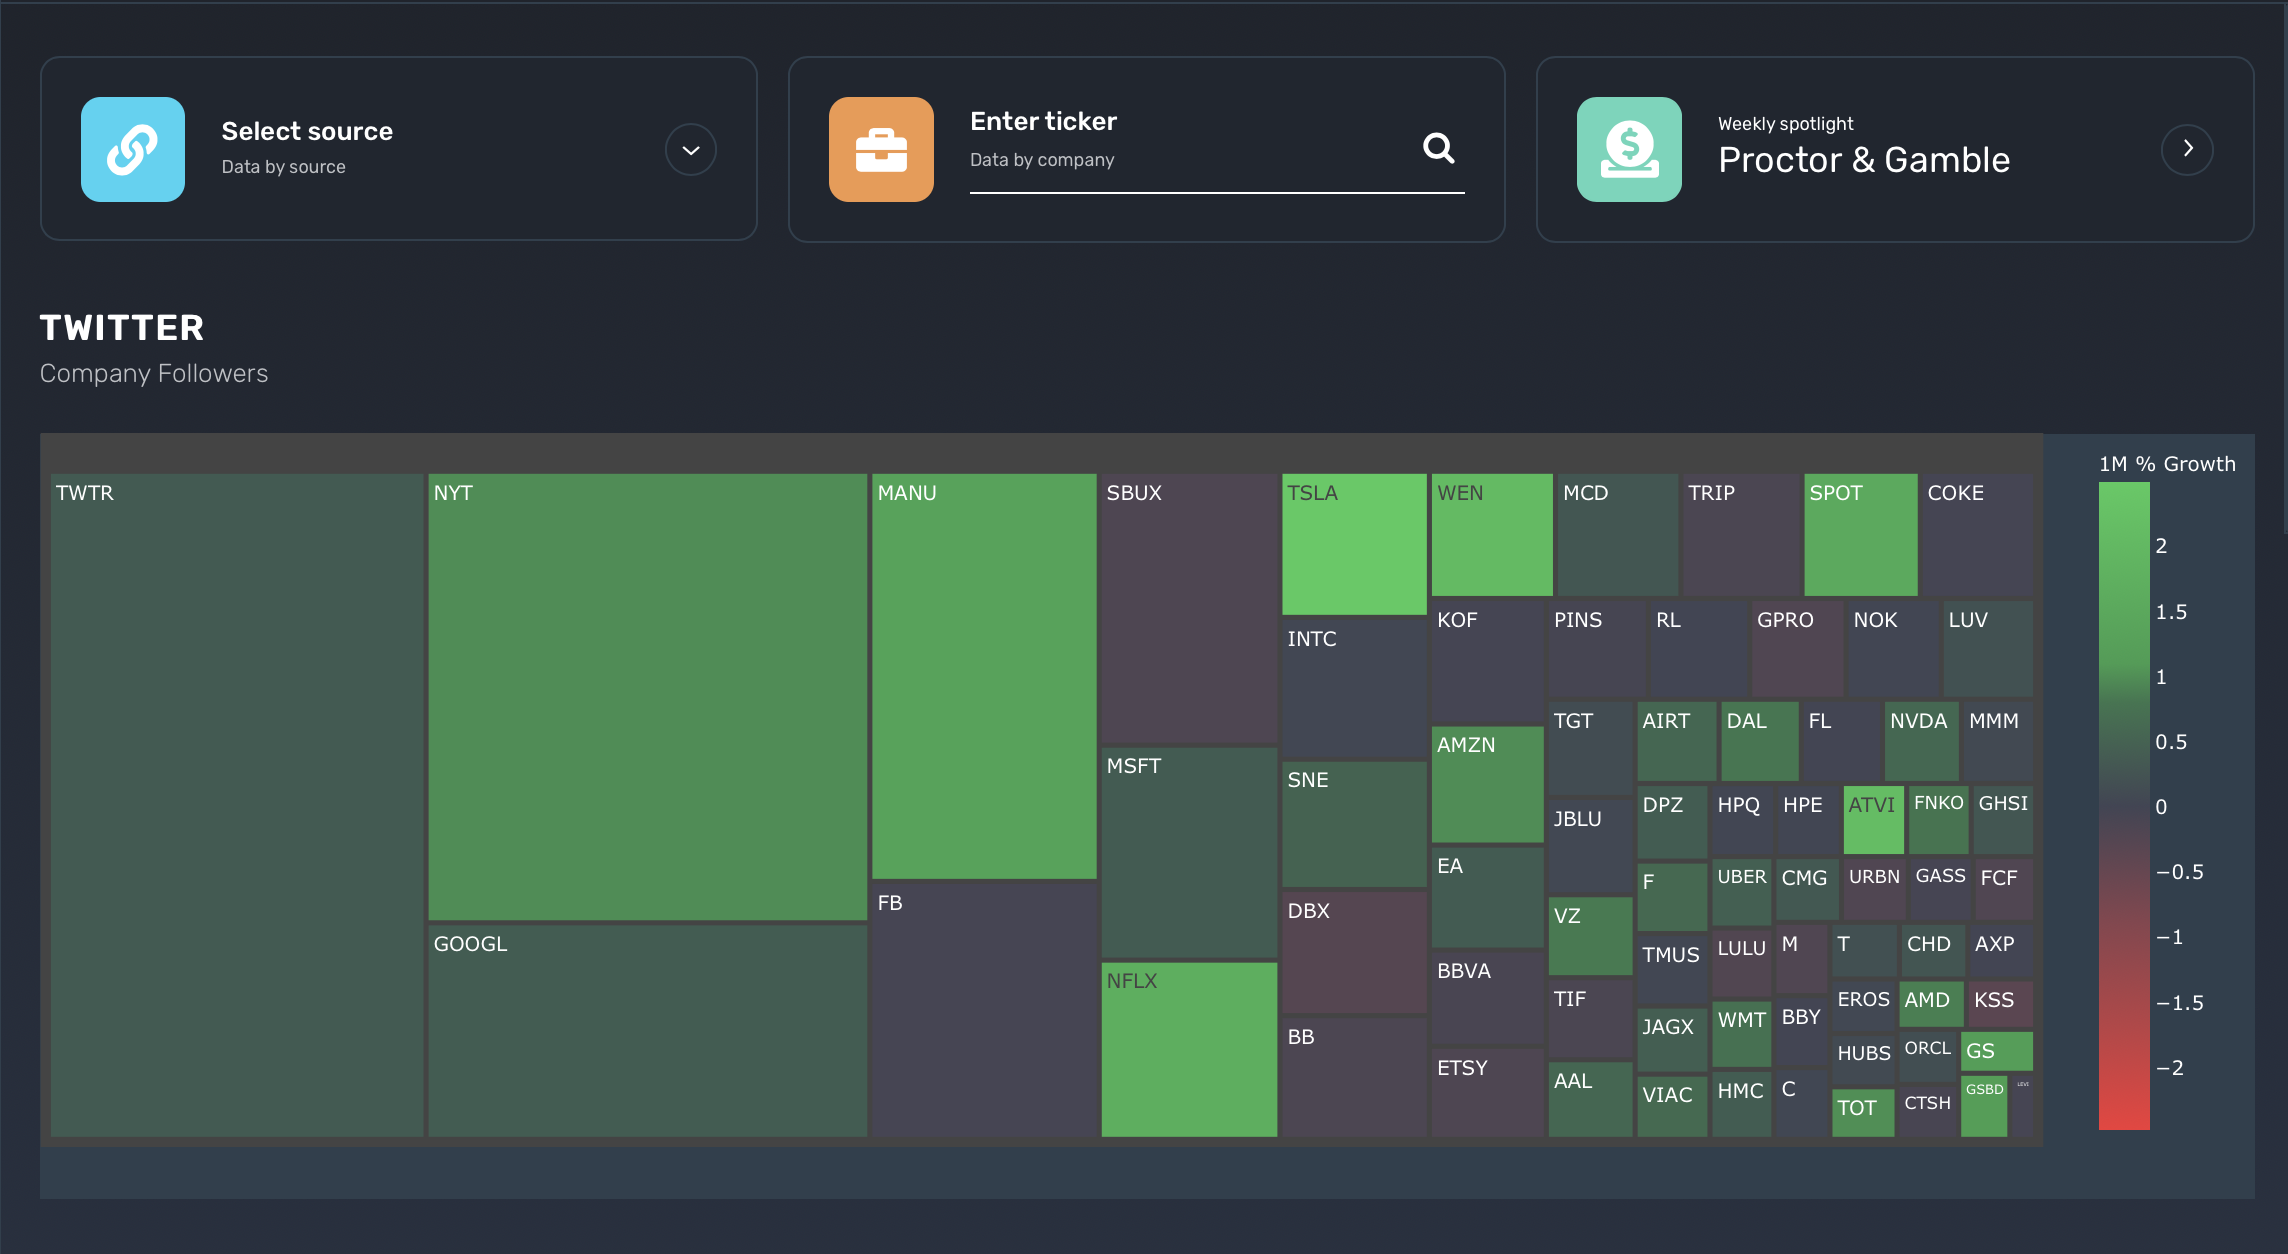 Select source
Data by source
Enter ticker
Data by company
Weekly spotlight
Proctor & Gamble
TWITTER
Company Followers
TWTR
NYT
GOOGL
MANU
FB
SBUX
MSFT
NFLX
TSLA
INTC
SNE
DBX
BB
WEN
MCD
TRIP
SPOT
COKE
KOF
AMZN
EA
BBVA
ETSY
PINS
RL
GPRO
NOK
LUV
TGT
JBLU
VZ
TIF
AAL
AIRT
DAL
FL
NVDA
MMM
DPZ
F
TMUS
JAGX
VIAC
HPQ
HPE
ATVI
FNKO
GHSI
UBER
CMG
URBN
GASS
FCF
LULU
M
T
CHD
AXP
WMT
BBY
EROS
AMD
KSS
HMC
C
HUBS
ORCL
GS
TOT
CTSH
GSBD
LEVI
1M % Growth
2
1.5
1
0.5
0
−0.5
−1
−1.5
−2